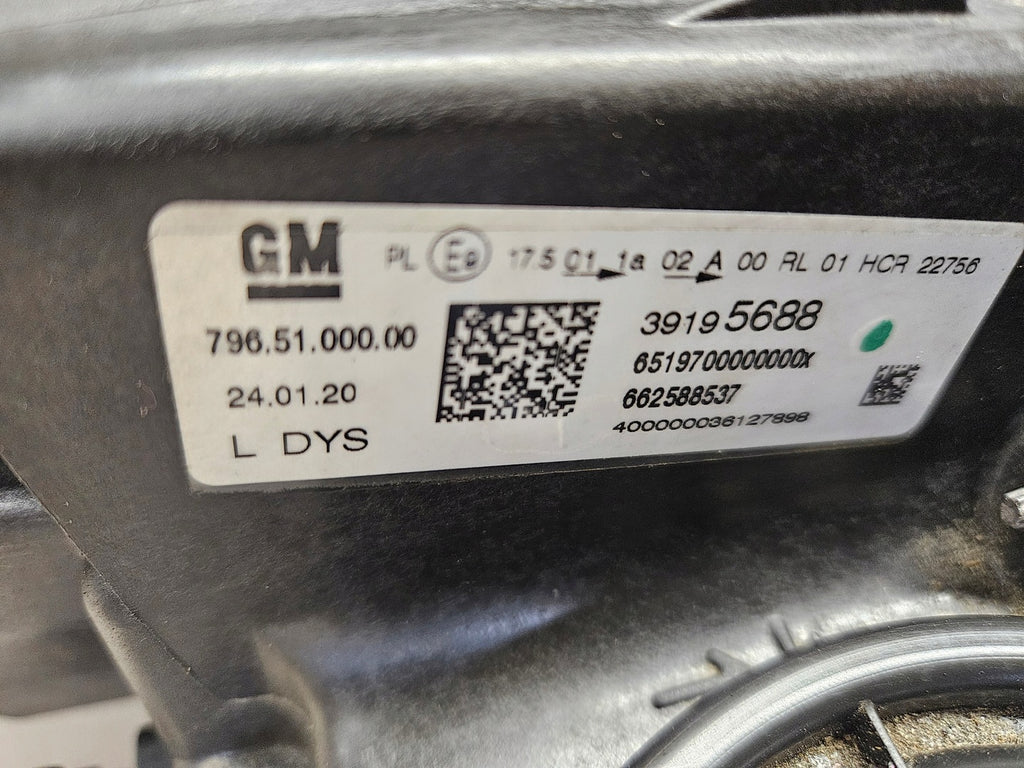 GM
PL E8 17.5 01 1a 02 A 00 RL 01 HCR 22756
796.51.000.00
24.01.20
L DYS
39195688
6519700000000x
662588537
400000036127898